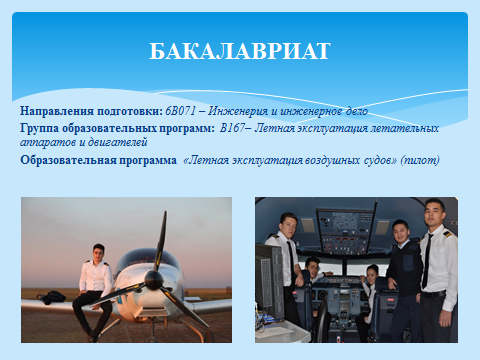 БАКАЛАВРИАТ
Направления подготовки: 6В071 – Инженерия и инженерное дело
Группа образовательных программ: В167– Летная эксплуатация летательных
аппаратов и двигателей
Образовательная программа «Летная эксплуатация воздушных судов» (пилот)